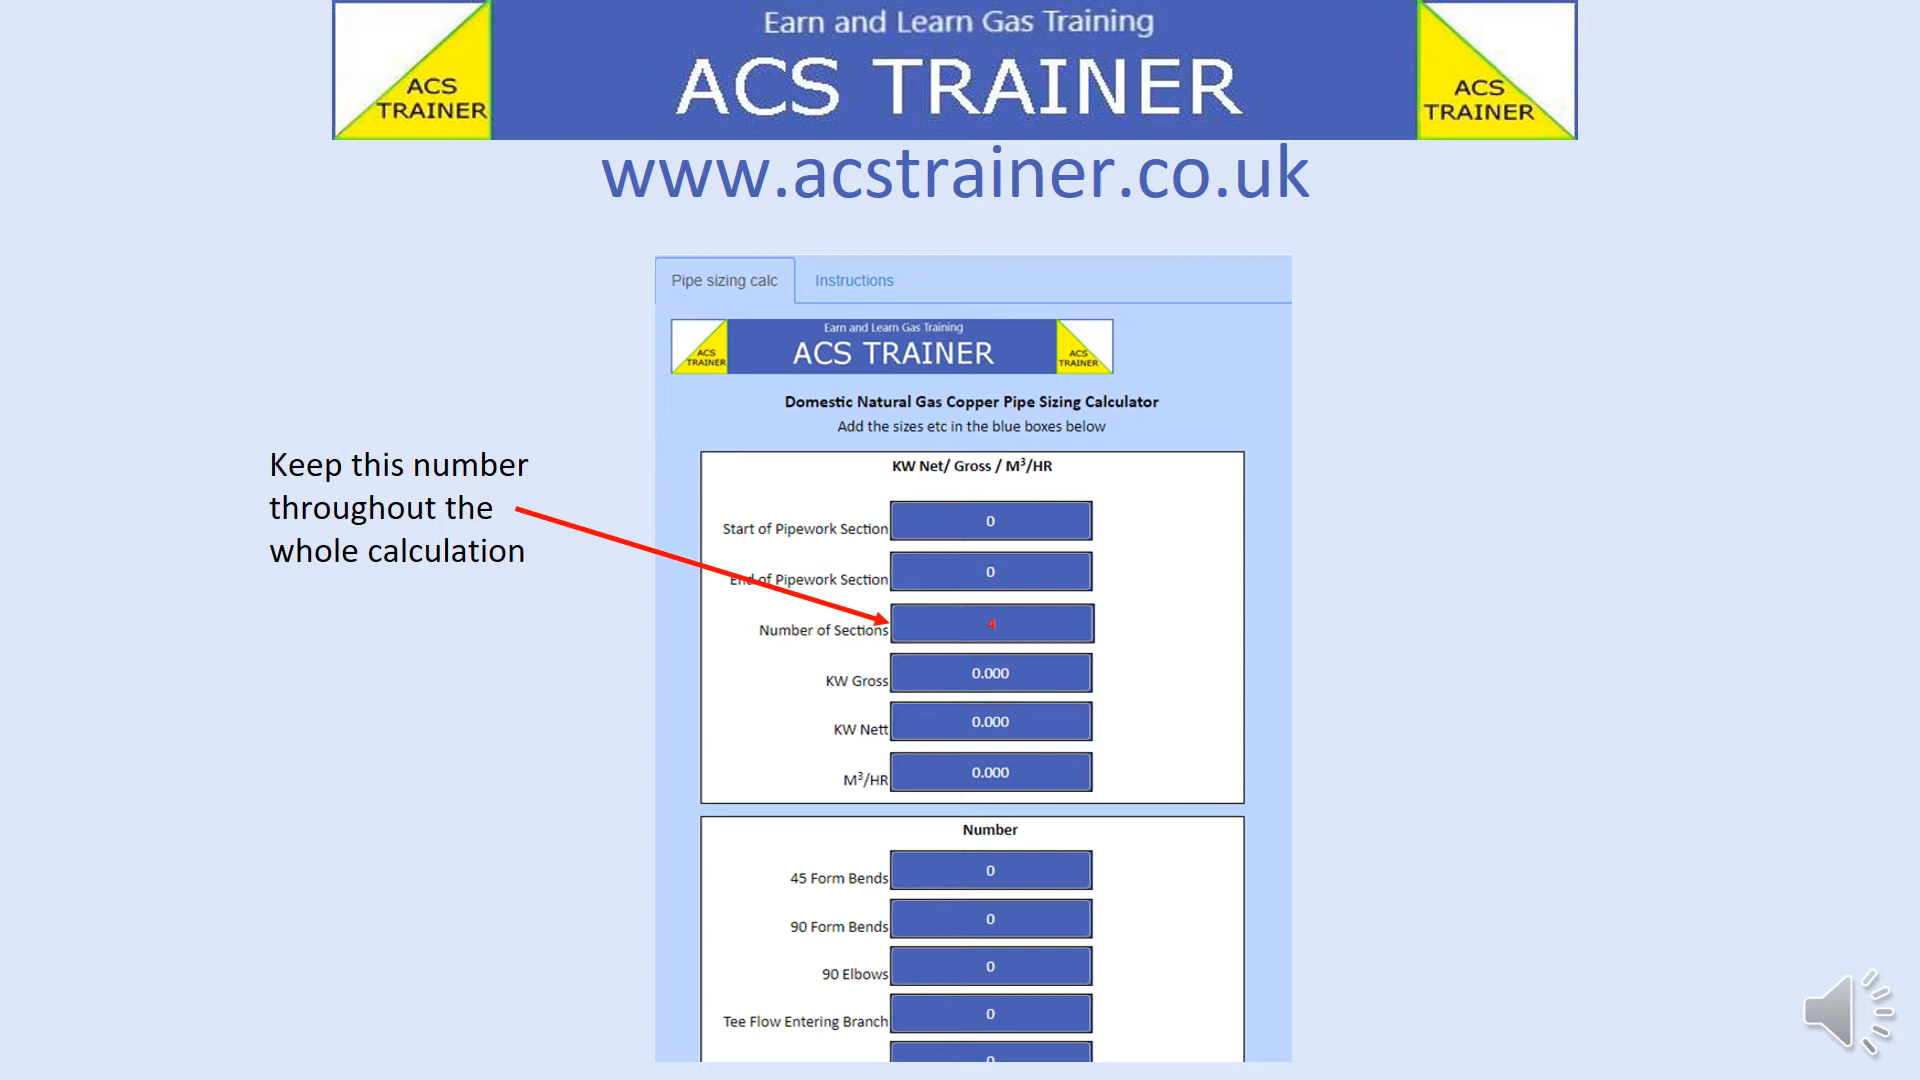 Earn and Learn Gas Training
ACS TRAINER
ACS
TRAINER
ACS
TRAINER
www.acstrainer.co.uk
Pipe sizing calc
Instructions
Earn and Learn Gas Training
ACS TRAINER
ACS
TRAINER
ACS
TRAINER
Domestic Natural Gas Copper Pipe Sizing Calculator
Add the sizes etc in the blue boxes below
Keep this number
throughout the
whole calculation
KW Net/ Gross / M³/HR
Start of Pipework Section 0
End of Pipework Section 0
Number of Sections 4
KW Gross 0.000
KW Nett 0.000
M³/HR 0.000
Number
45 Form Bends 0
90 Form Bends 0
90 Elbows 0
Tee Flow Entering Branch 0
0